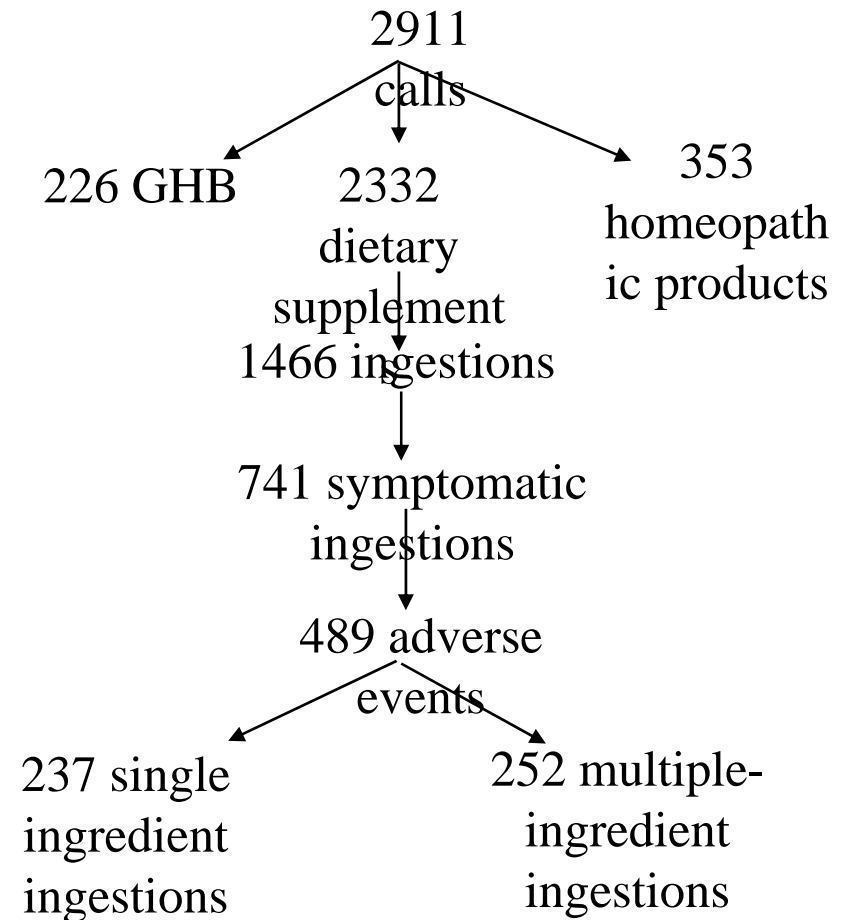 2911
calls
226 GHB
2332
dietary
supplement
s
353
homeopath
ic products
1466 ingestions
741 symptomatic
ingestions
489 adverse
events
237 single
ingredient
ingestions
252 multiple-
ingredient
ingestions